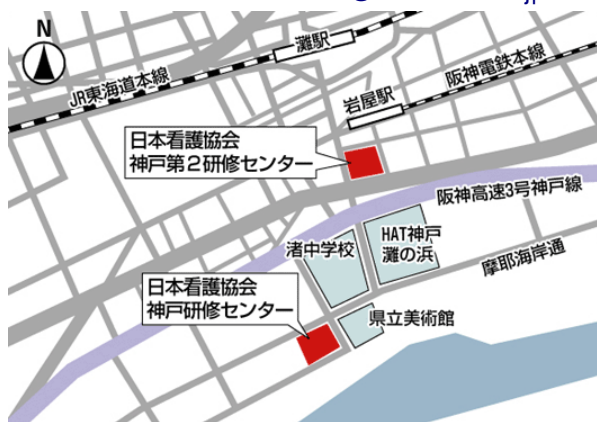 N
灘駅
JR東海道本線
阪神電鉄本線
岩屋駅
日本看護協会
神戸第2研修センター
阪神高速3号神戸線
渚中学校
HAT神戸
灘の浜
摩耶海岸通
日本看護協会
神戸研修センター
県立美術館